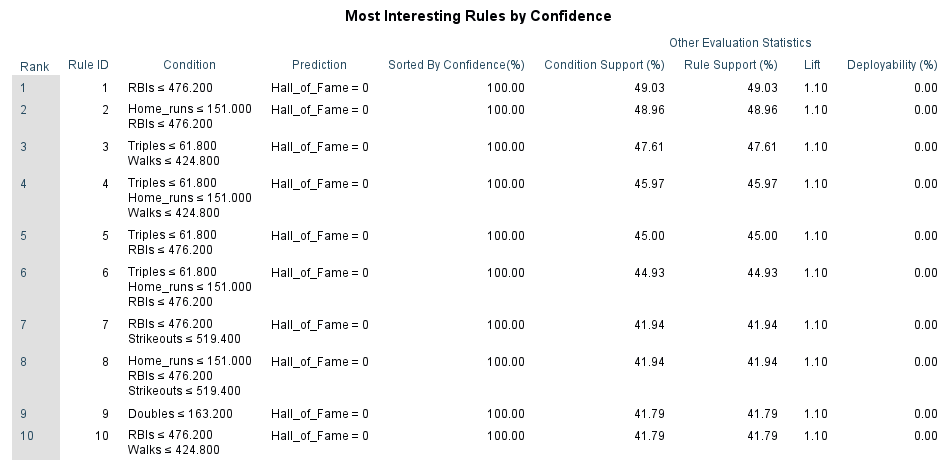 Most Interesting Rules by Confidence
Other Evaluation Statistics
Rank Rule ID Condition Prediction Sorted By Confidence(%) Condition Support (%) Rule Support (%) Lift Deployability (%)
1 1 RBIs ≤ 476.200 Hall_of_Fame = 0 100.00 49.03 49.03 1.10 0.00
2 2 Home_runs ≤ 151.000 Hall_of_Fame = 0 100.00 48.96 48.96 1.10 0.00
RBIs ≤ 476.200
3 3 Triples ≤ 61.800 Hall_of_Fame = 0 100.00 47.61 47.61 1.10 0.00
Walks ≤ 424.800
4 4 Triples ≤ 61.800 Hall_of_Fame = 0 100.00 45.97 45.97 1.10 0.00
Home_runs ≤ 151.000
Walks ≤ 424.800
5 5 Triples ≤ 61.800 Hall_of_Fame = 0 100.00 45.00 45.00 1.10 0.00
RBIs ≤ 476.200
6 6 Triples ≤ 61.800 Hall_of_Fame = 0 100.00 44.93 44.93 1.10 0.00
Home_runs ≤ 151.000
RBIs ≤ 476.200
7 7 RBIs ≤ 476.200 Hall_of_Fame = 0 100.00 41.94 41.94 1.10 0.00
Strikeouts ≤ 519.400
8 8 Home_runs ≤ 151.000 Hall_of_Fame = 0 100.00 41.94 41.94 1.10 0.00
RBIs ≤ 476.200
Strikeouts ≤ 519.400
9 9 Doubles ≤ 163.200 Hall_of_Fame = 0 100.00 41.79 41.79 1.10 0.00
10 10 RBIs ≤ 476.200 Hall_of_Fame = 0 100.00 41.79 41.79 1.10 0.00
Walks ≤ 424.800